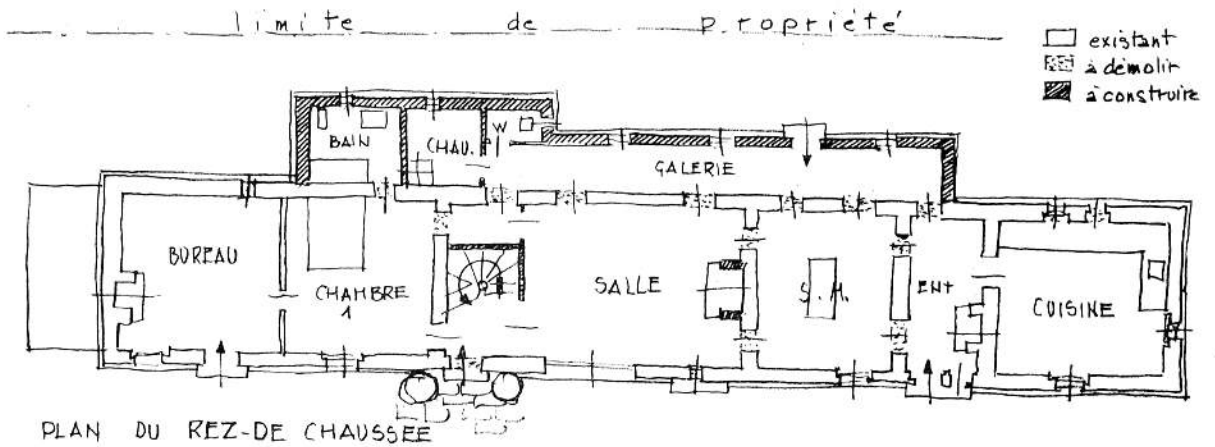 limite de propriété
existant
à démolir
à construire
BAIN
CHAU.
W
GALERIE
BUREAU
CHAMBRE
1
SALLE
S.M.
ENT
CUISINE
PLAN DU REZ-DE CHAUSSEE